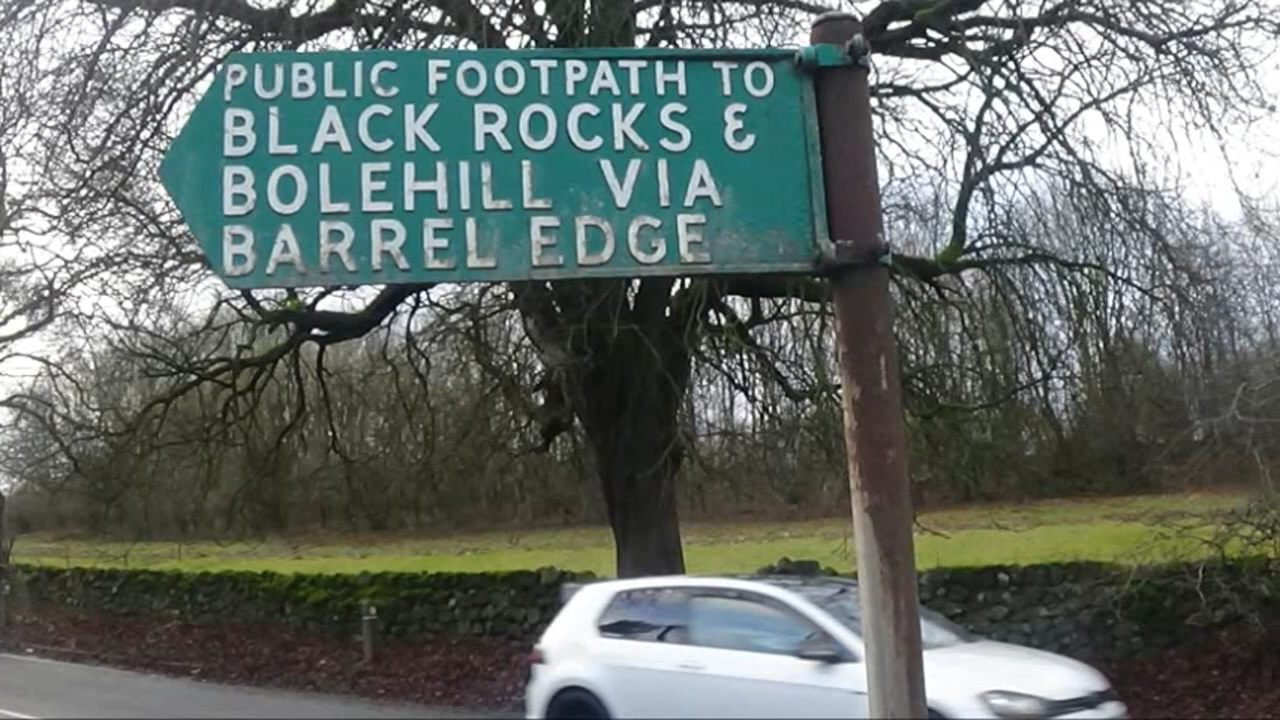 PUBLIC FOOTPATH TO
BLACK ROCKS &
BOLEHILL VIA
BARREL EDGE